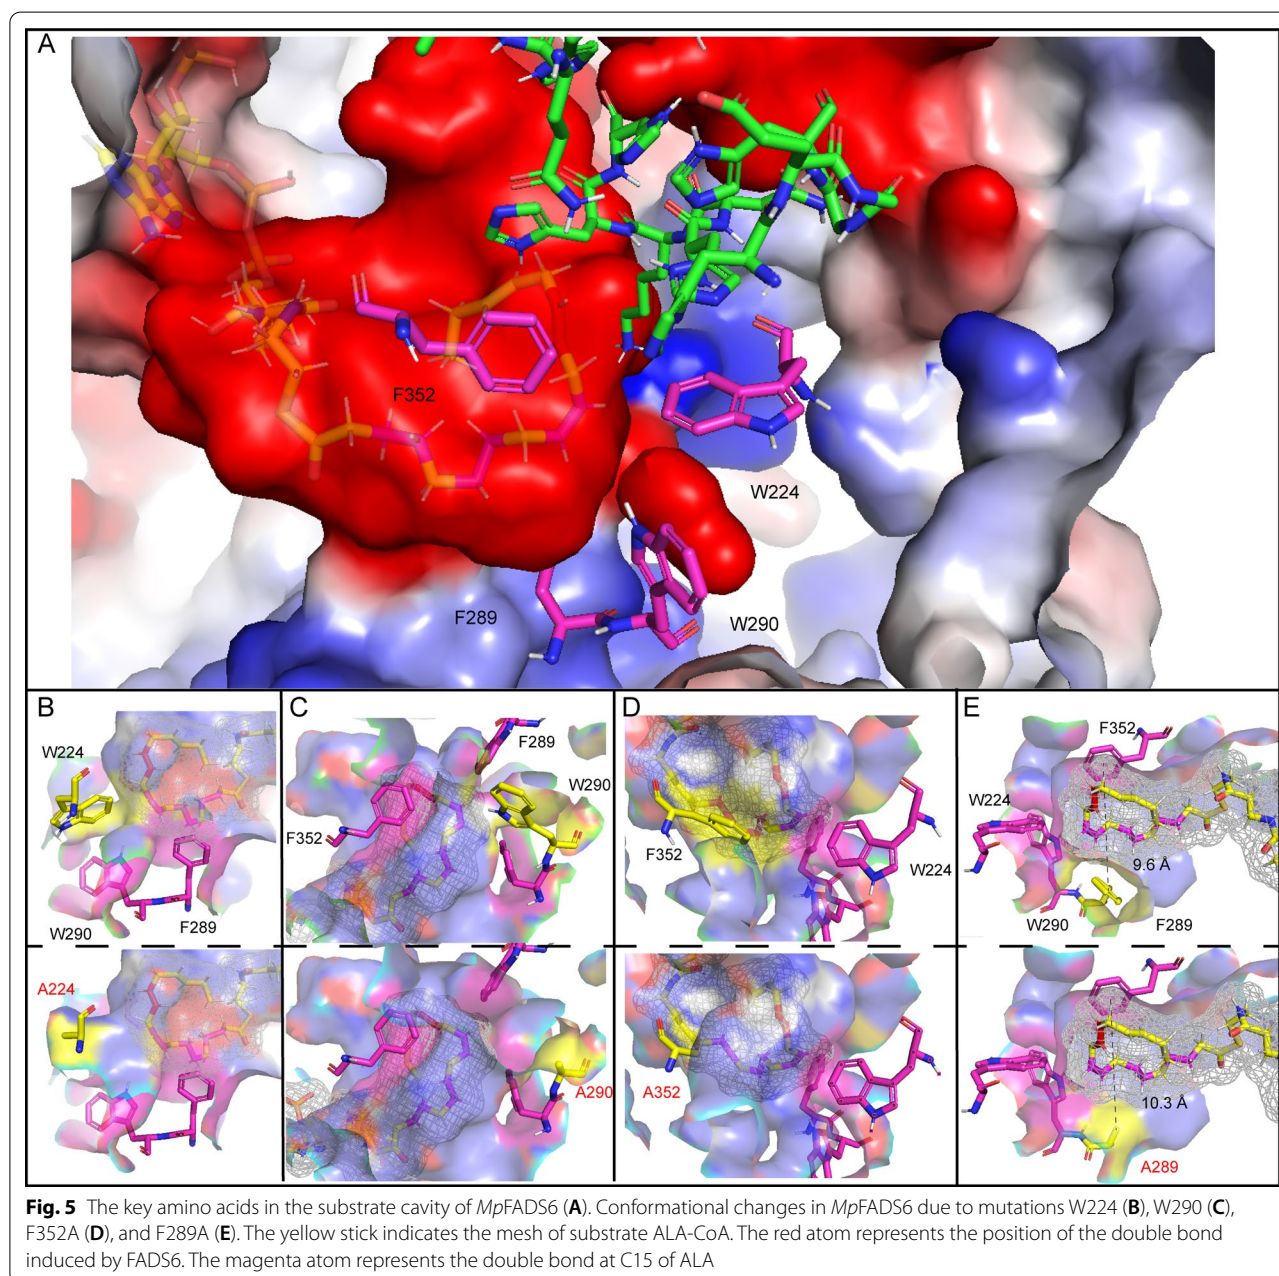 A
F352
W224
F289
W290
B
W224
W290
F289
A224
C
F289
W290
F352
A290
D
F352
W224
A352
E
F352
W224
9.6 Å
W290
F289
10.3 Å
A289
Fig. 5 The key amino acids in the substrate cavity of MpFADS6 (A). Conformational changes in MpFADS6 due to mutations W224 (B), W290 (C),
F352A (D), and F289A (E). The yellow stick indicates the mesh of substrate ALA-CoA. The red atom represents the position of the double bond
induced by FADS6. The magenta atom represents the double bond at C15 of ALA